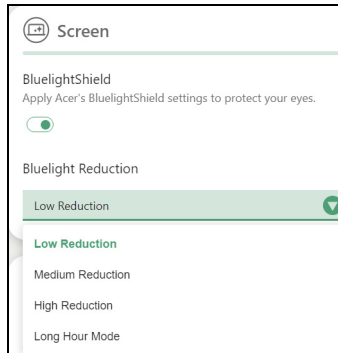 Screen
BluelightShield
Apply Acer's BluelightShield settings to protect your eyes.
Bluelight Reduction
Low Reduction
Low Reduction
Medium Reduction
High Reduction
Long Hour Mode